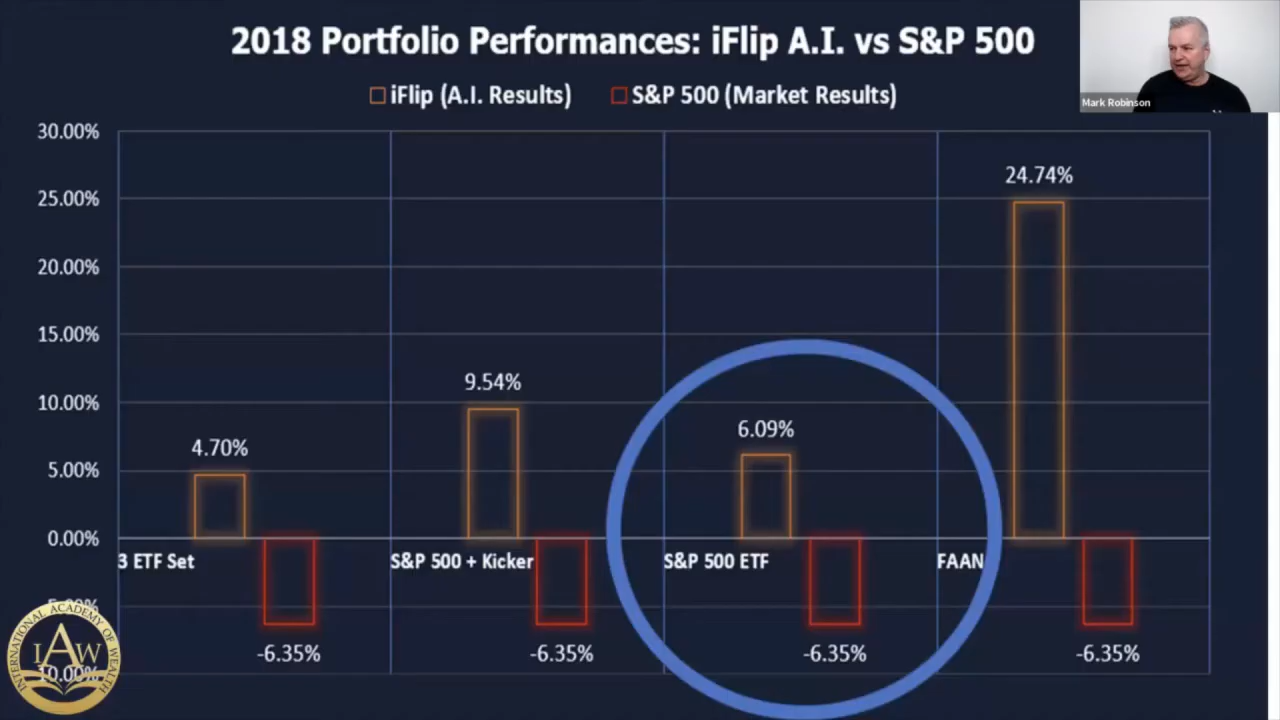 2018 Portfolio Performances: iFlip A.I. vs S&P 500
iFlip (A.I. Results) S&P 500 (Market Results)
Mark Robinson
30.00%
25.00%
20.00%
15.00%
10.00%
5.00%
0.00%
24.74%
9.54%
6.09%
4.70%
3 ETF Set S&P 500 + Kicker S&P 500 ETF FAAN
-6.35% -6.35% -6.35% -6.35%
INTERNATIONAL ACADEMY OF WEALTH
IAW